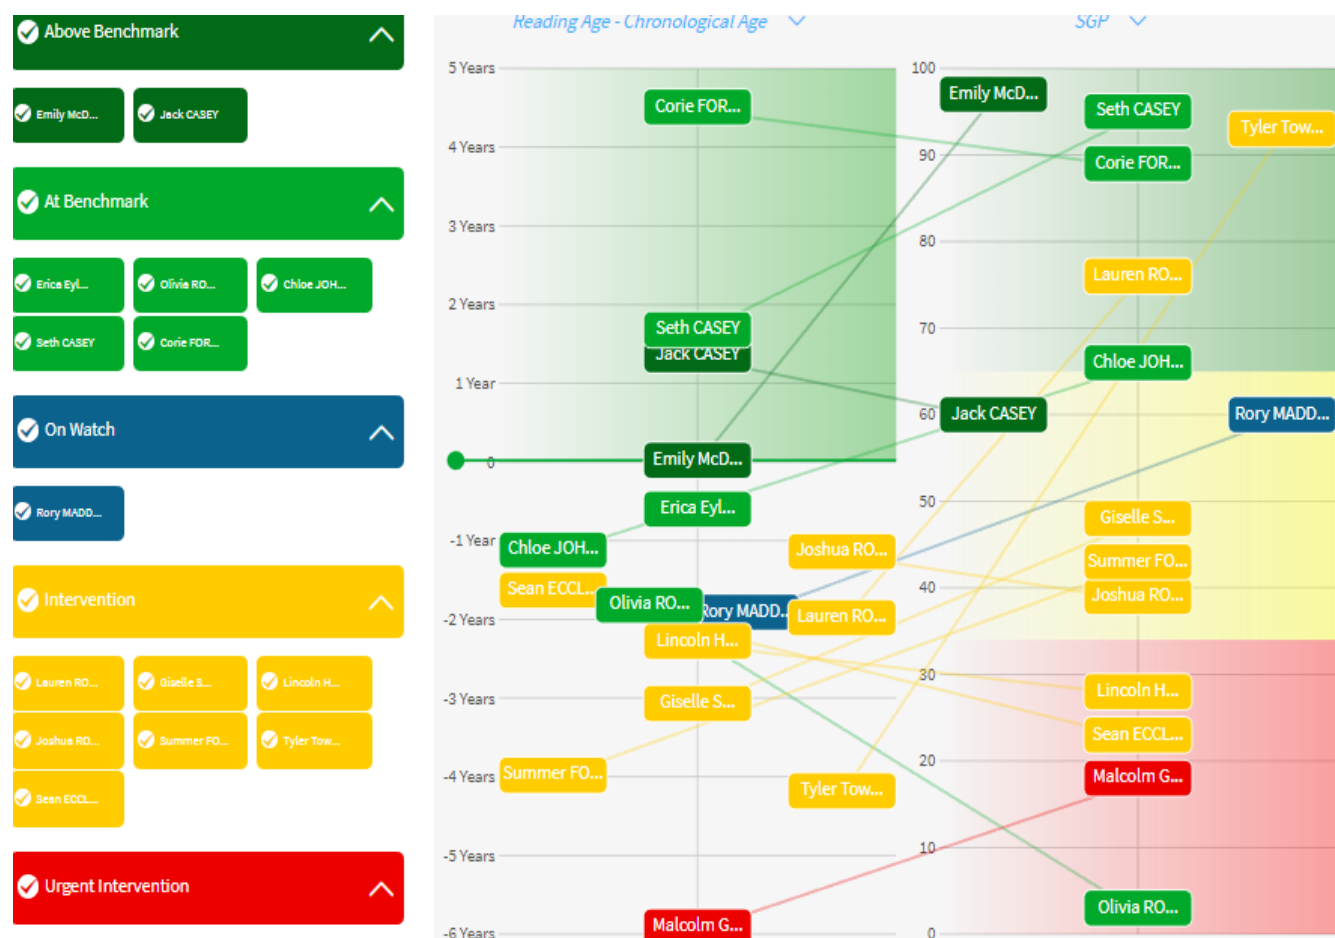 Above Benchmark
Emily McD...
Jack CASEY
At Benchmark
Erica Eyl...
Olivia RO...
Chloe JOH...
Seth CASEY
Corie FOR...
On Watch
Rory MADD...
Intervention
Lauren RO...
Giselle S...
Lincoln H...
Joshua RO...
Summer FO...
Tyler Tow...
Sean ECCL...
Urgent Intervention
Reading Age - Chronological Age
5 Years
4 Years
3 Years
2 Years
1 Year
0
-1 Year
-2 Years
-3 Years
-4 Years
-5 Years
-6 Years
Corie FOR...
Seth CASEY
Jack CASEY
Emily McD...
Erica Eyl...
Chloe JOH...
Joshua RO...
Sean ECCL...
Olivia RO...
Rory MADD...
Lauren RO...
Lincoln H...
Giselle S...
Summer FO...
Tyler Tow...
Malcolm G...
SGP
100
90
80
70
60
50
40
30
20
10
0
Emily McD...
Seth CASEY
Tyler Tow...
Corie FOR...
Lauren RO...
Chloe JOH...
Jack CASEY
Rory MADD...
Giselle S...
Summer FO...
Joshua RO...
Lincoln H...
Sean ECCL...
Malcolm G...
Olivia RO...